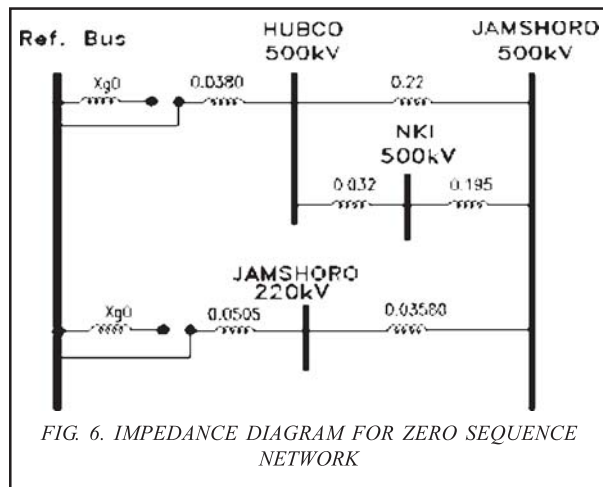 Ref. Bus
HUBCO
500kV
JAMSHORO
500kV
Xg0
0.0380
0.22
NKI
500kV
0.032
0.195
JAMSHORO
220kV
Xg0
0.0505
0.03580
FIG. 6. IMPEDANCE DIAGRAM FOR ZERO SEQUENCE
NETWORK